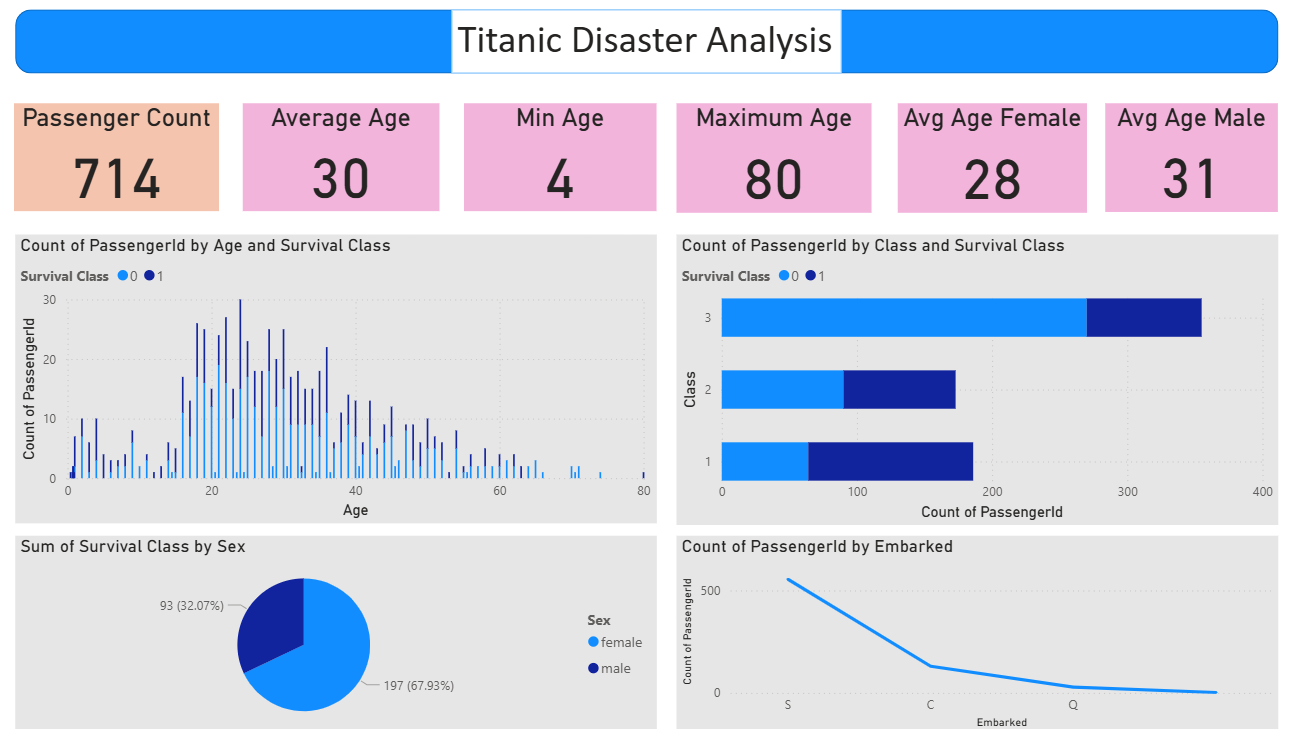 Titanic Disaster Analysis
Passenger Count
714
Average Age
30
Min Age
4
Maximum Age
80
Avg Age Female
28
Avg Age Male
31
Count of PassengerId by Age and Survival Class
Survival Class 0 1
Count of PassengerId
30
20
10
0
0 20 40 60 80
Age
Count of PassengerId by Class and Survival Class
Survival Class 0 1
Class
3
2
1
0 100 200 300 400
Count of PassengerId
Sum of Survival Class by Sex
93 (32.07%)
197 (67.93%)
Sex
female
male
Count of PassengerId by Embarked
Count of PassengerId
500
0
S C Q
Embarked